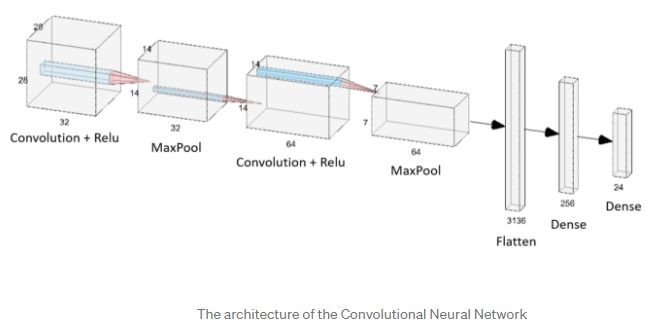 28
28
32
Convolution + Relu
14
14
32
MaxPool
14
14
64
Convolution + Relu
7
7
64
MaxPool
3136
Flatten
256
Dense
24
Dense
The architecture of the Convolutional Neural Network